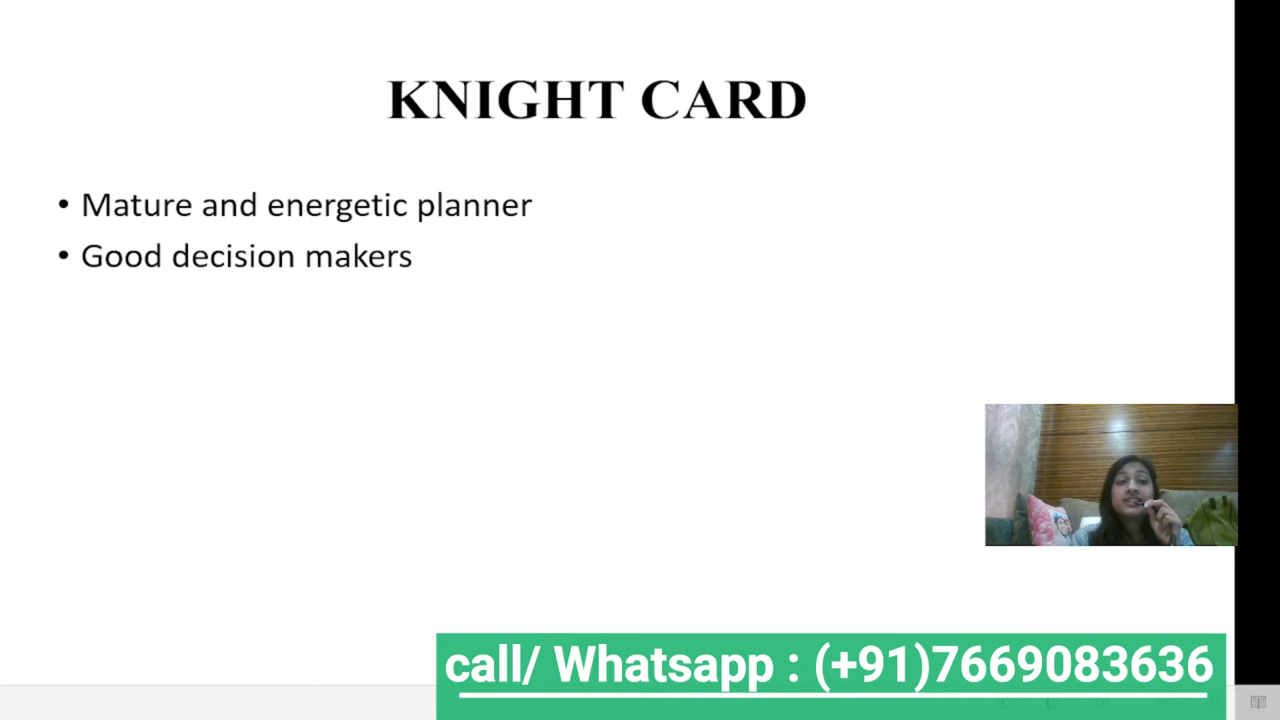 KNIGHT CARD
• Mature and energetic planner
• Good decision makers
call/ Whatsapp : (+91)7669083636